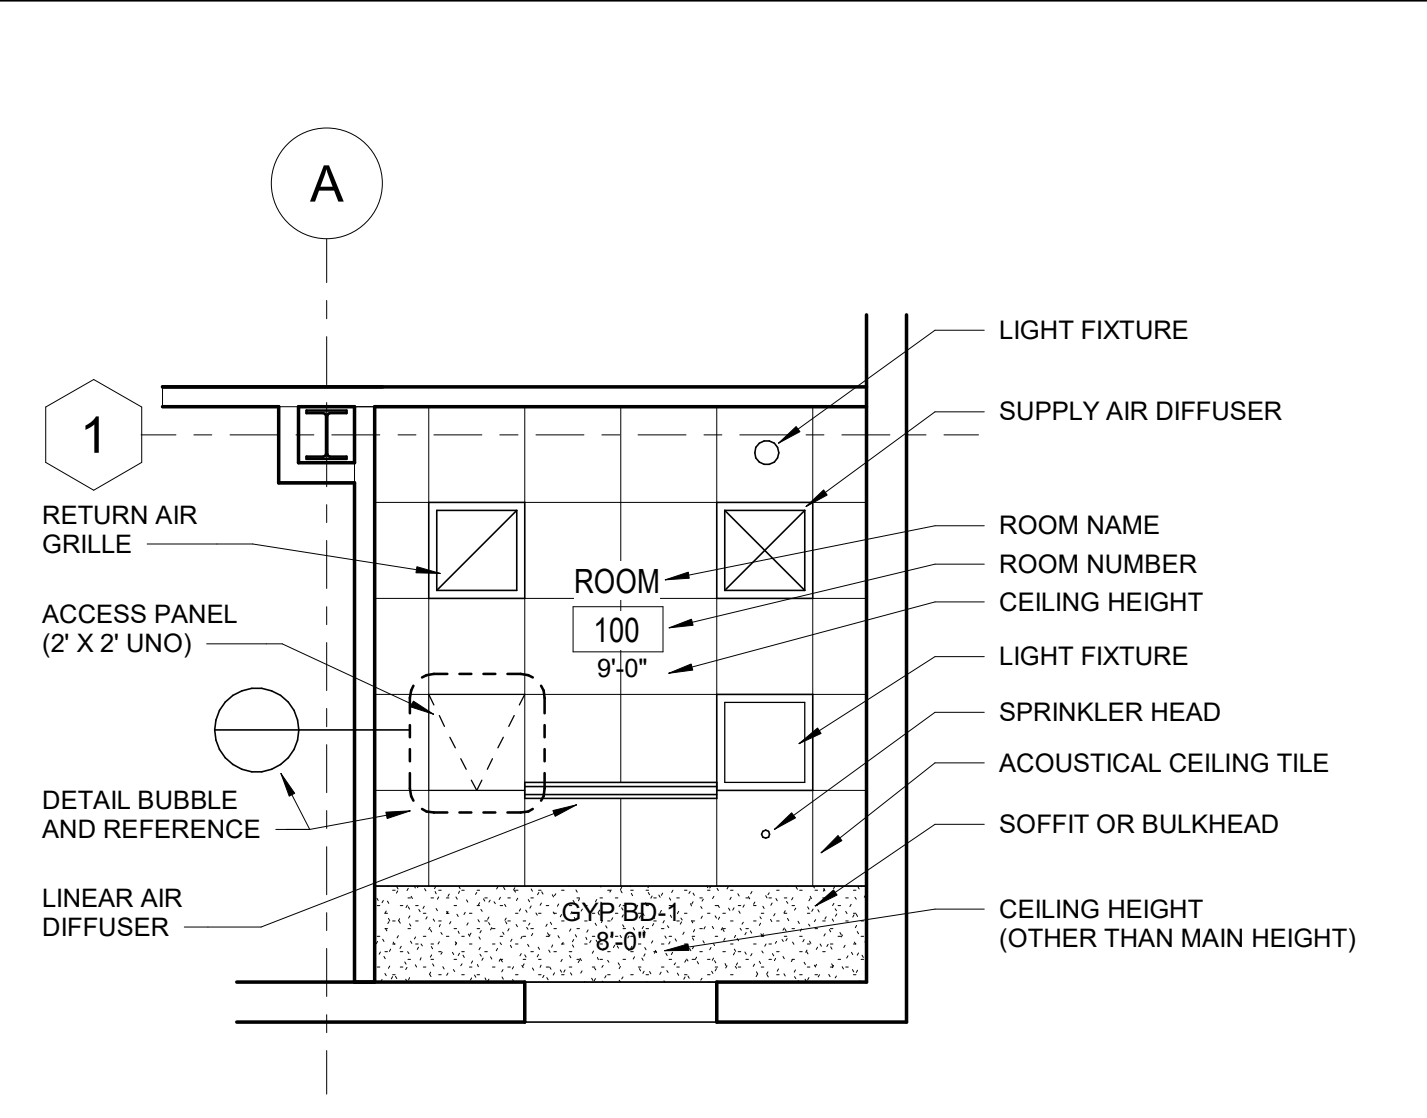 A
1
LIGHT FIXTURE
SUPPLY AIR DIFFUSER
RETURN AIR
GRILLE
ROOM NAME
ROOM NUMBER
CEILING HEIGHT
ROOM
100
9'-0"
ACCESS PANEL
(2' X 2' UNO)
LIGHT FIXTURE
SPRINKLER HEAD
ACOUSTICAL CEILING TILE
DETAIL BUBBLE
AND REFERENCE
SOFFIT OR BULKHEAD
LINEAR AIR
DIFFUSER
GYP BD-1
8'-0"
CEILING HEIGHT
(OTHER THAN MAIN HEIGHT)